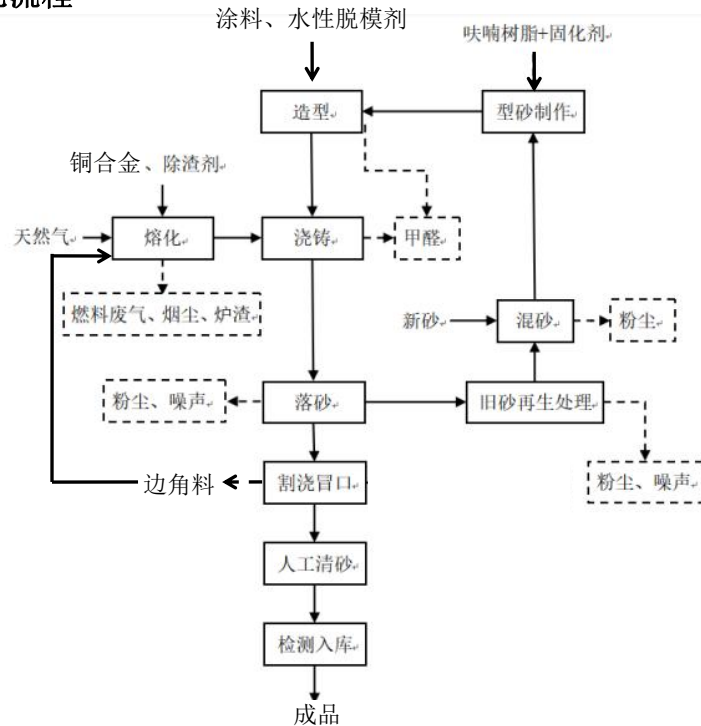 涂料、水性脱模剂
呋喃树脂+固化剂
造型
型砂制作
铜合金、除渣剂
天然气
熔化
浇铸
甲醛
燃料废气、烟尘、炉渣
新砂
混砂
粉尘
粉尘、噪声
落砂
旧砂再生处理
边角料
割浇冒口
粉尘、噪声
人工清砂
检测入库
成品